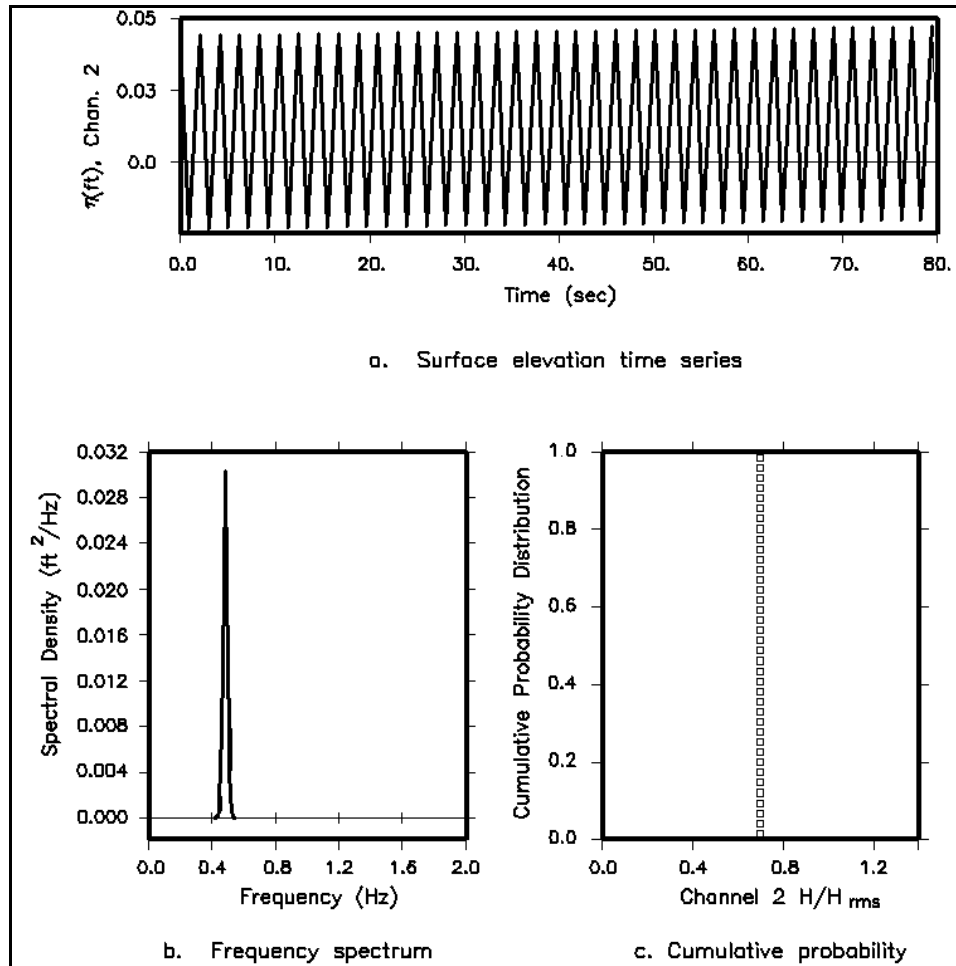 0.05
0.03
0.0
η(ft), Chan. 2
0.0 10. 20. 30. 40. 50. 60. 70. 80.
Time (sec)
a. Surface elevation time series
0.032
0.028
0.024
0.020
0.016
0.012
0.008
0.004
0.000
Spectral Density (ft²/Hz)
0.0 0.4 0.8 1.2 1.6 2.0
Frequency (Hz)
b. Frequency spectrum
1.0
0.8
0.6
0.4
0.2
0.0
Cumulative Probability Distribution
0.0 0.4 0.8 1.2
Channel 2 H/H rms
c. Cumulative probability